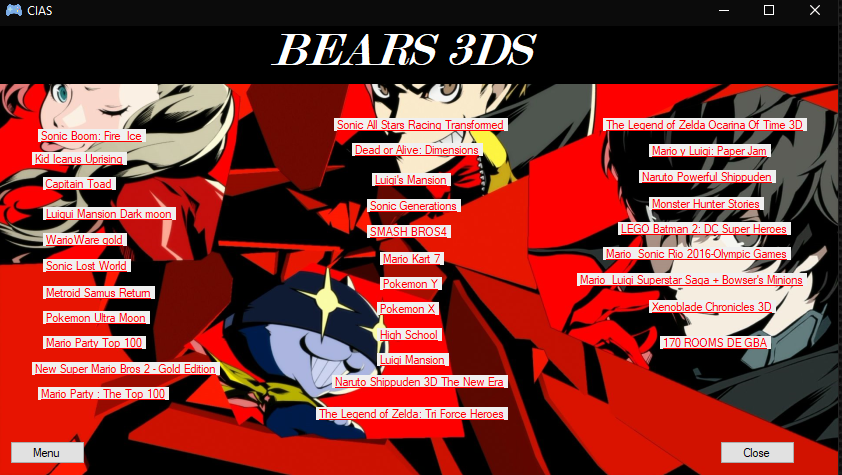 CIAS
BEARS 3DS
Sonic Boom: Fire Ice
Kid Icarus Uprising
Capitain Toad
Luigui Mansion Dark moon
WarioWare gold
Sonic Lost World
Metroid Samus Return
Pokemon Ultra Moon
Mario Party Top 100
New Super Mario Bros 2 - Gold Edition
Mario Party : The Top 100
Sonic All Stars Racing Transformed
Dead or Alive: Dimensions
Luigi's Mansion
Sonic Generations
SMASH BROS4
Mario Kart 7
Pokemon Y
Pokemon X
High School
Luigi Mansion
Naruto Shippuden 3D The New Era
The Legend of Zelda: Tri Force Heroes
The Legend of Zelda Ocarina Of Time 3D
Mario y Luigi: Paper Jam
Naruto Powerful Shippuden
Monster Hunter Stories
LEGO Batman 2: DC Super Heroes
Mario Sonic Rio 2016-Olympic Games
Mario Luigi Superstar Saga + Bowser's Minions
Xenoblade Chronicles 3D
170 ROOMS DE GBA
Menu
Close